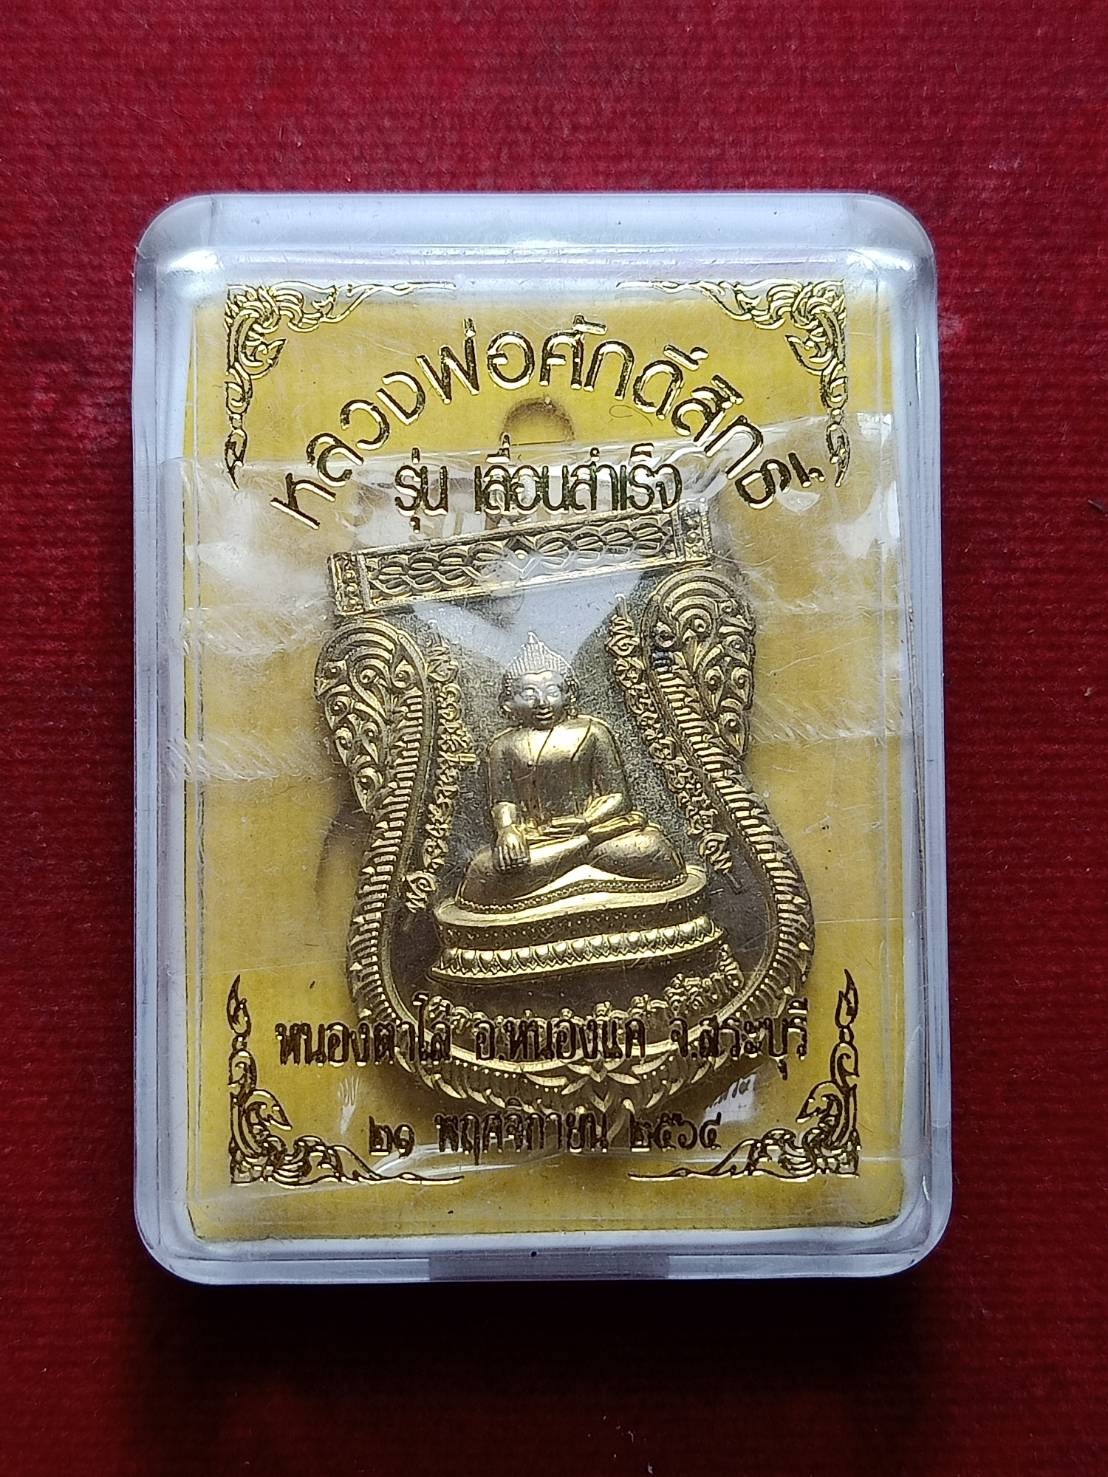 หลวงพ่อศักดิ์สิทธิ์
รุ่น เลื่อนสำเร็จ
หนองตาโล่ อ.หนองแค จ.สระบุรี
๒๑ พฤศจิกายน ๒๕๖๔